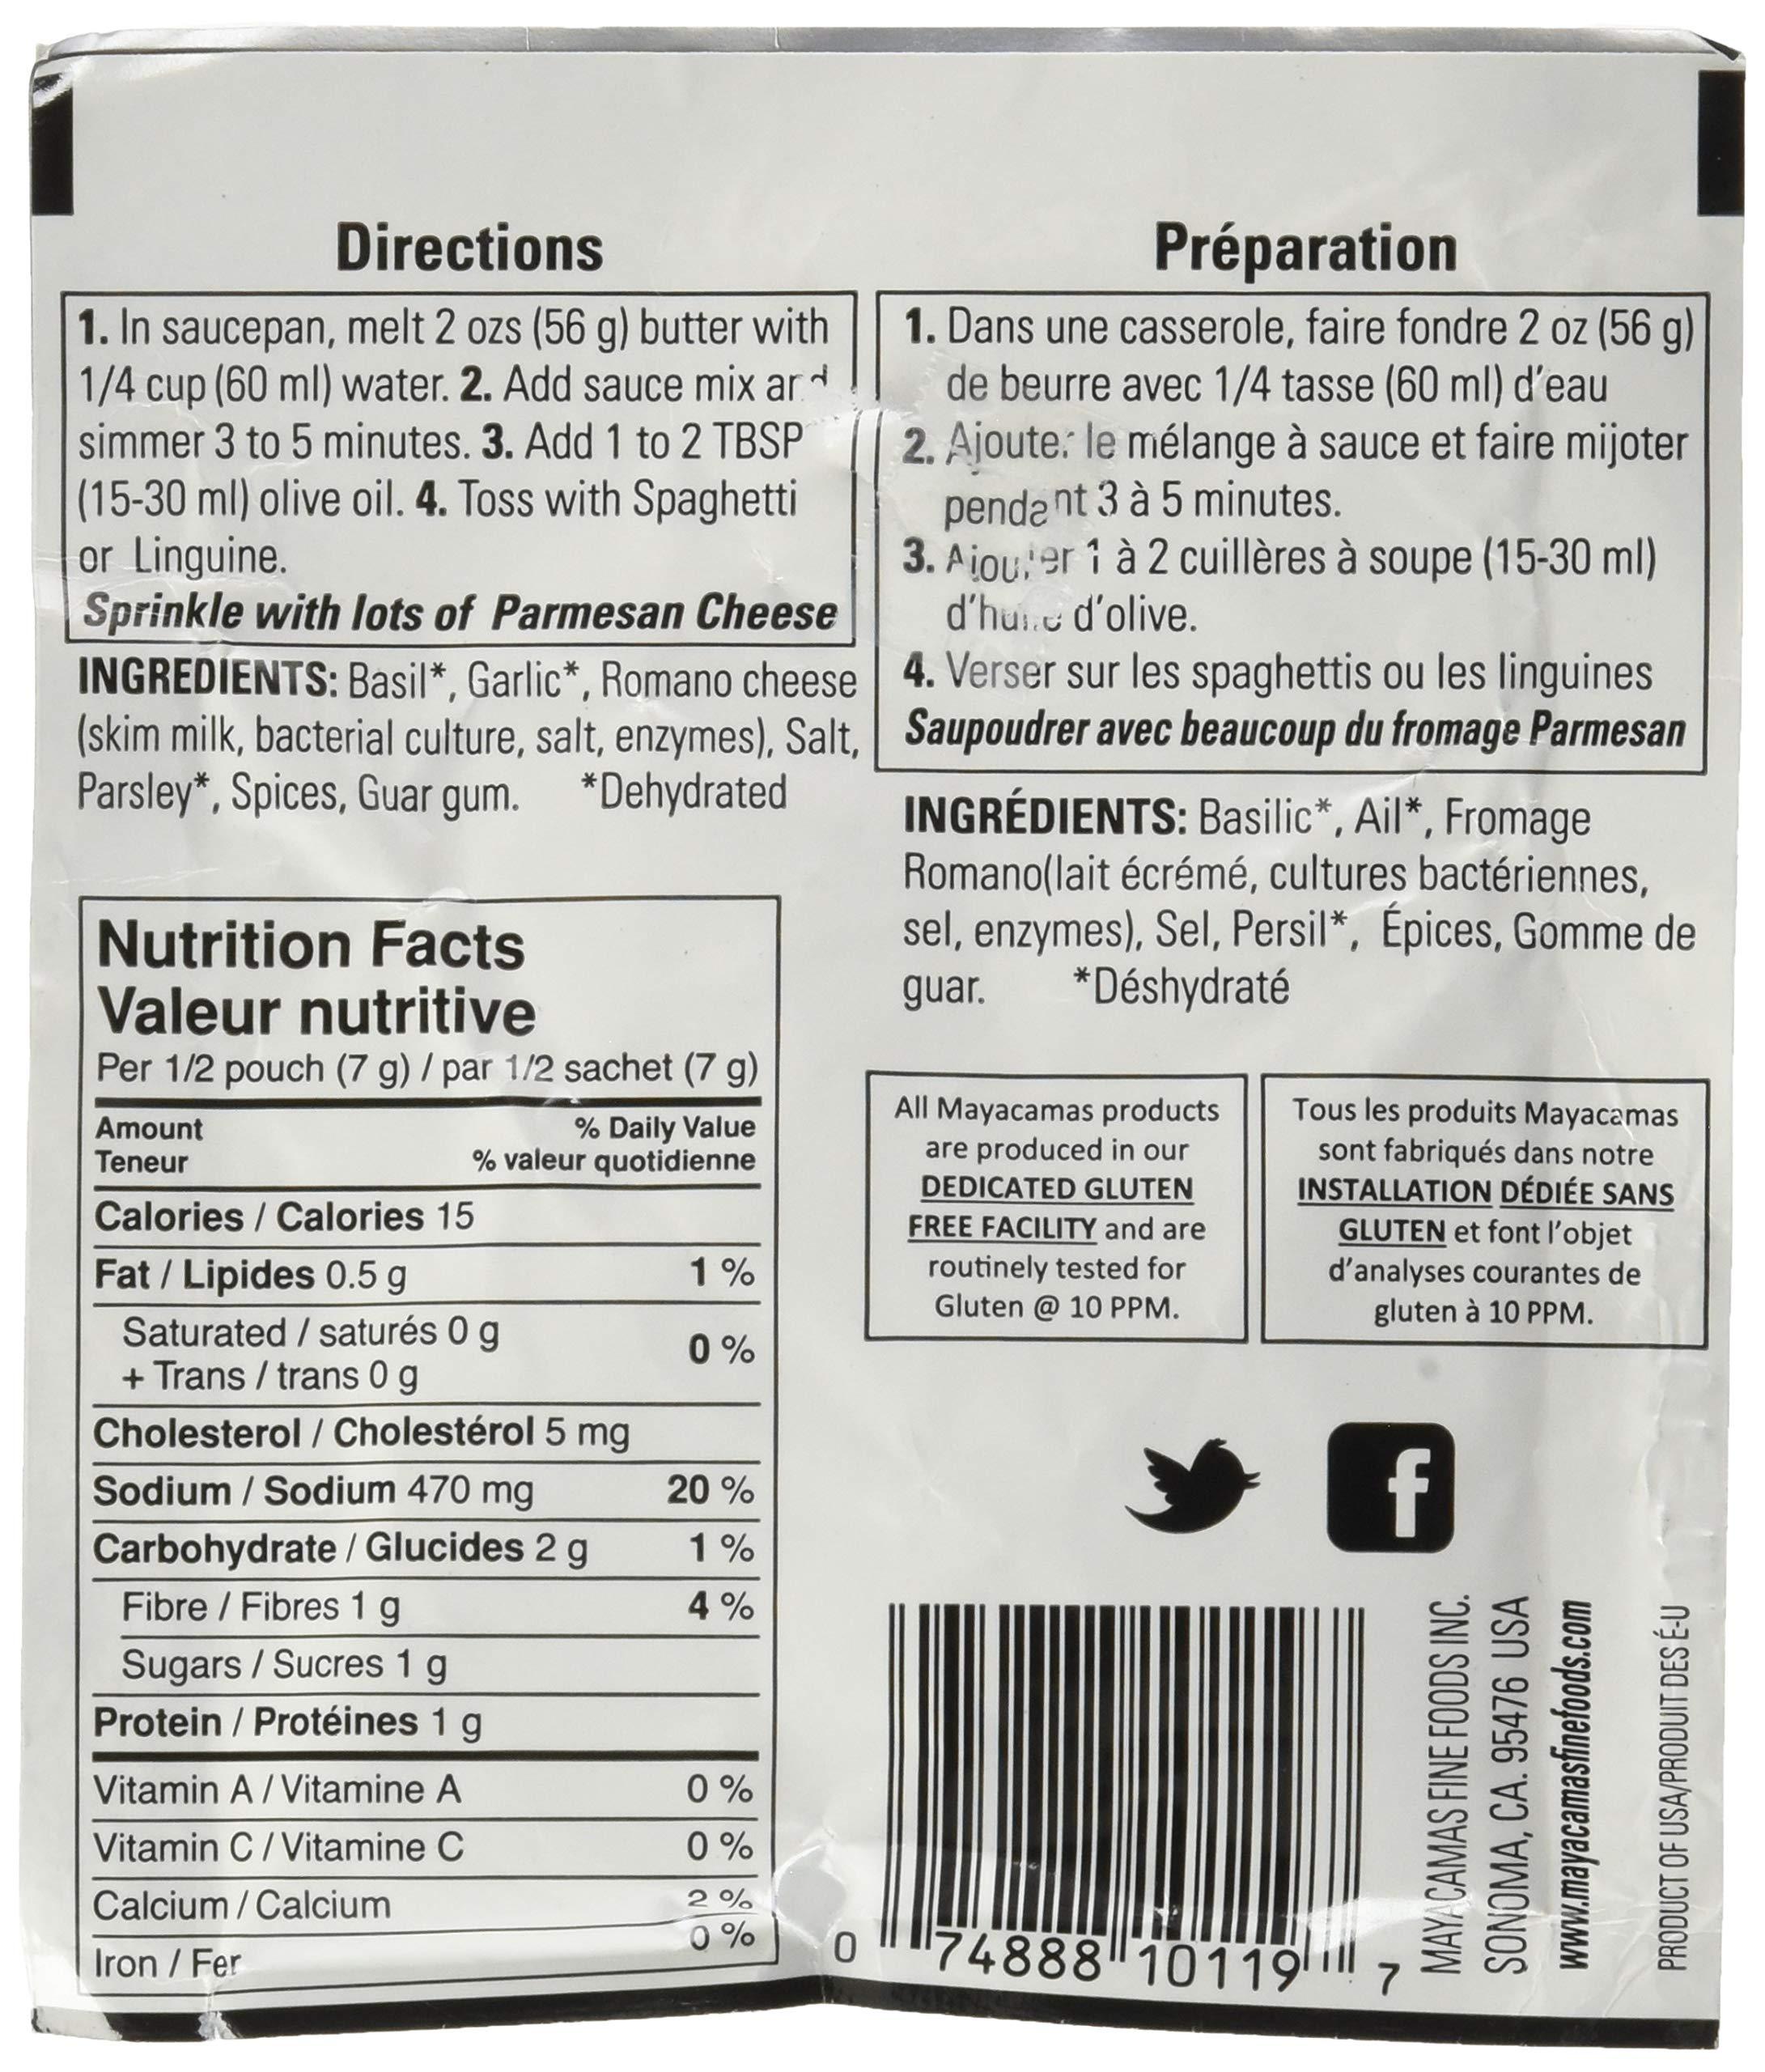 Directions
1. In saucepan, melt 2 ozs (56 g) butter with
1/4 cup (60 ml) water. 2. Add sauce mix and
simmer 3 to 5 minutes. 3. Add 1 to 2 TBSP
(15-30 ml) olive oil. 4. Toss with Spaghetti
or Linguine.
Sprinkle with lots of Parmesan Cheese
INGREDIENTS: Basil*, Garlic*, Romano cheese
(skim milk, bacterial culture, salt, enzymes), Salt,
Parsley*, Spices, Guar gum. *Dehydrated
Nutrition Facts
Valeur nutritive
Per 1/2 pouch (7 g) / par 1/2 sachet (7 g)
Amount % Daily Value
Teneur % valeur quotidienne
Calories / Calories 15
Fat / Lipides 0.5 g 1 %
Saturated / saturés 0 g
+ Trans / trans 0 g 0 %
Cholesterol / Cholestérol 5 mg
Sodium / Sodium 470 mg 20 %
Carbohydrate / Glucides 2 g 1 %
Fibre / Fibres 1 g 4 %
Sugars / Sucres 1 g
Protein / Protéines 1 g
Vitamin A / Vitamine A 0 %
Vitamin C / Vitamine C 0 %
Calcium / Calcium 2 %
Iron / Fer 0 %
Préparation
1. Dans une casserole, faire fondre 2 oz (56 g)
de beurre avec 1/4 tasse (60 ml) d'eau
2. Ajouter le mélange à sauce et faire mijoter
pendant 3 à 5 minutes.
3. Ajouter 1 à 2 cuillères à soupe (15-30 ml)
d'huile d'olive.
4. Verser sur les spaghettis ou les linguines
Saupoudrer avec beaucoup du fromage Parmesan
INGRÉDIENTS: Basilic*, Ail*, Fromage
Romano(lait écrémé, cultures bactériennes,
sel, enzymes), Sel, Persil*, Épices, Gomme de
guar. *Déshydraté
All Mayacamas products
are produced in our
DEDICATED GLUTEN
FREE FACILITY and are
routinely tested for
Gluten @ 10 PPM.
Tous les produits Mayacamas
sont fabriqués dans notre
INSTALLATION DÉDIÉE SANS
GLUTEN et font l'objet
d'analyses courantes de
gluten à 10 PPM.
f
0 74888 10119 7
MAYACAMAS FINE FOODS INC.
SONOMA, CA. 95476 USA
www.mayacamasfinefoods.com
PRODUCT OF USA/PRODUIT DES É-U